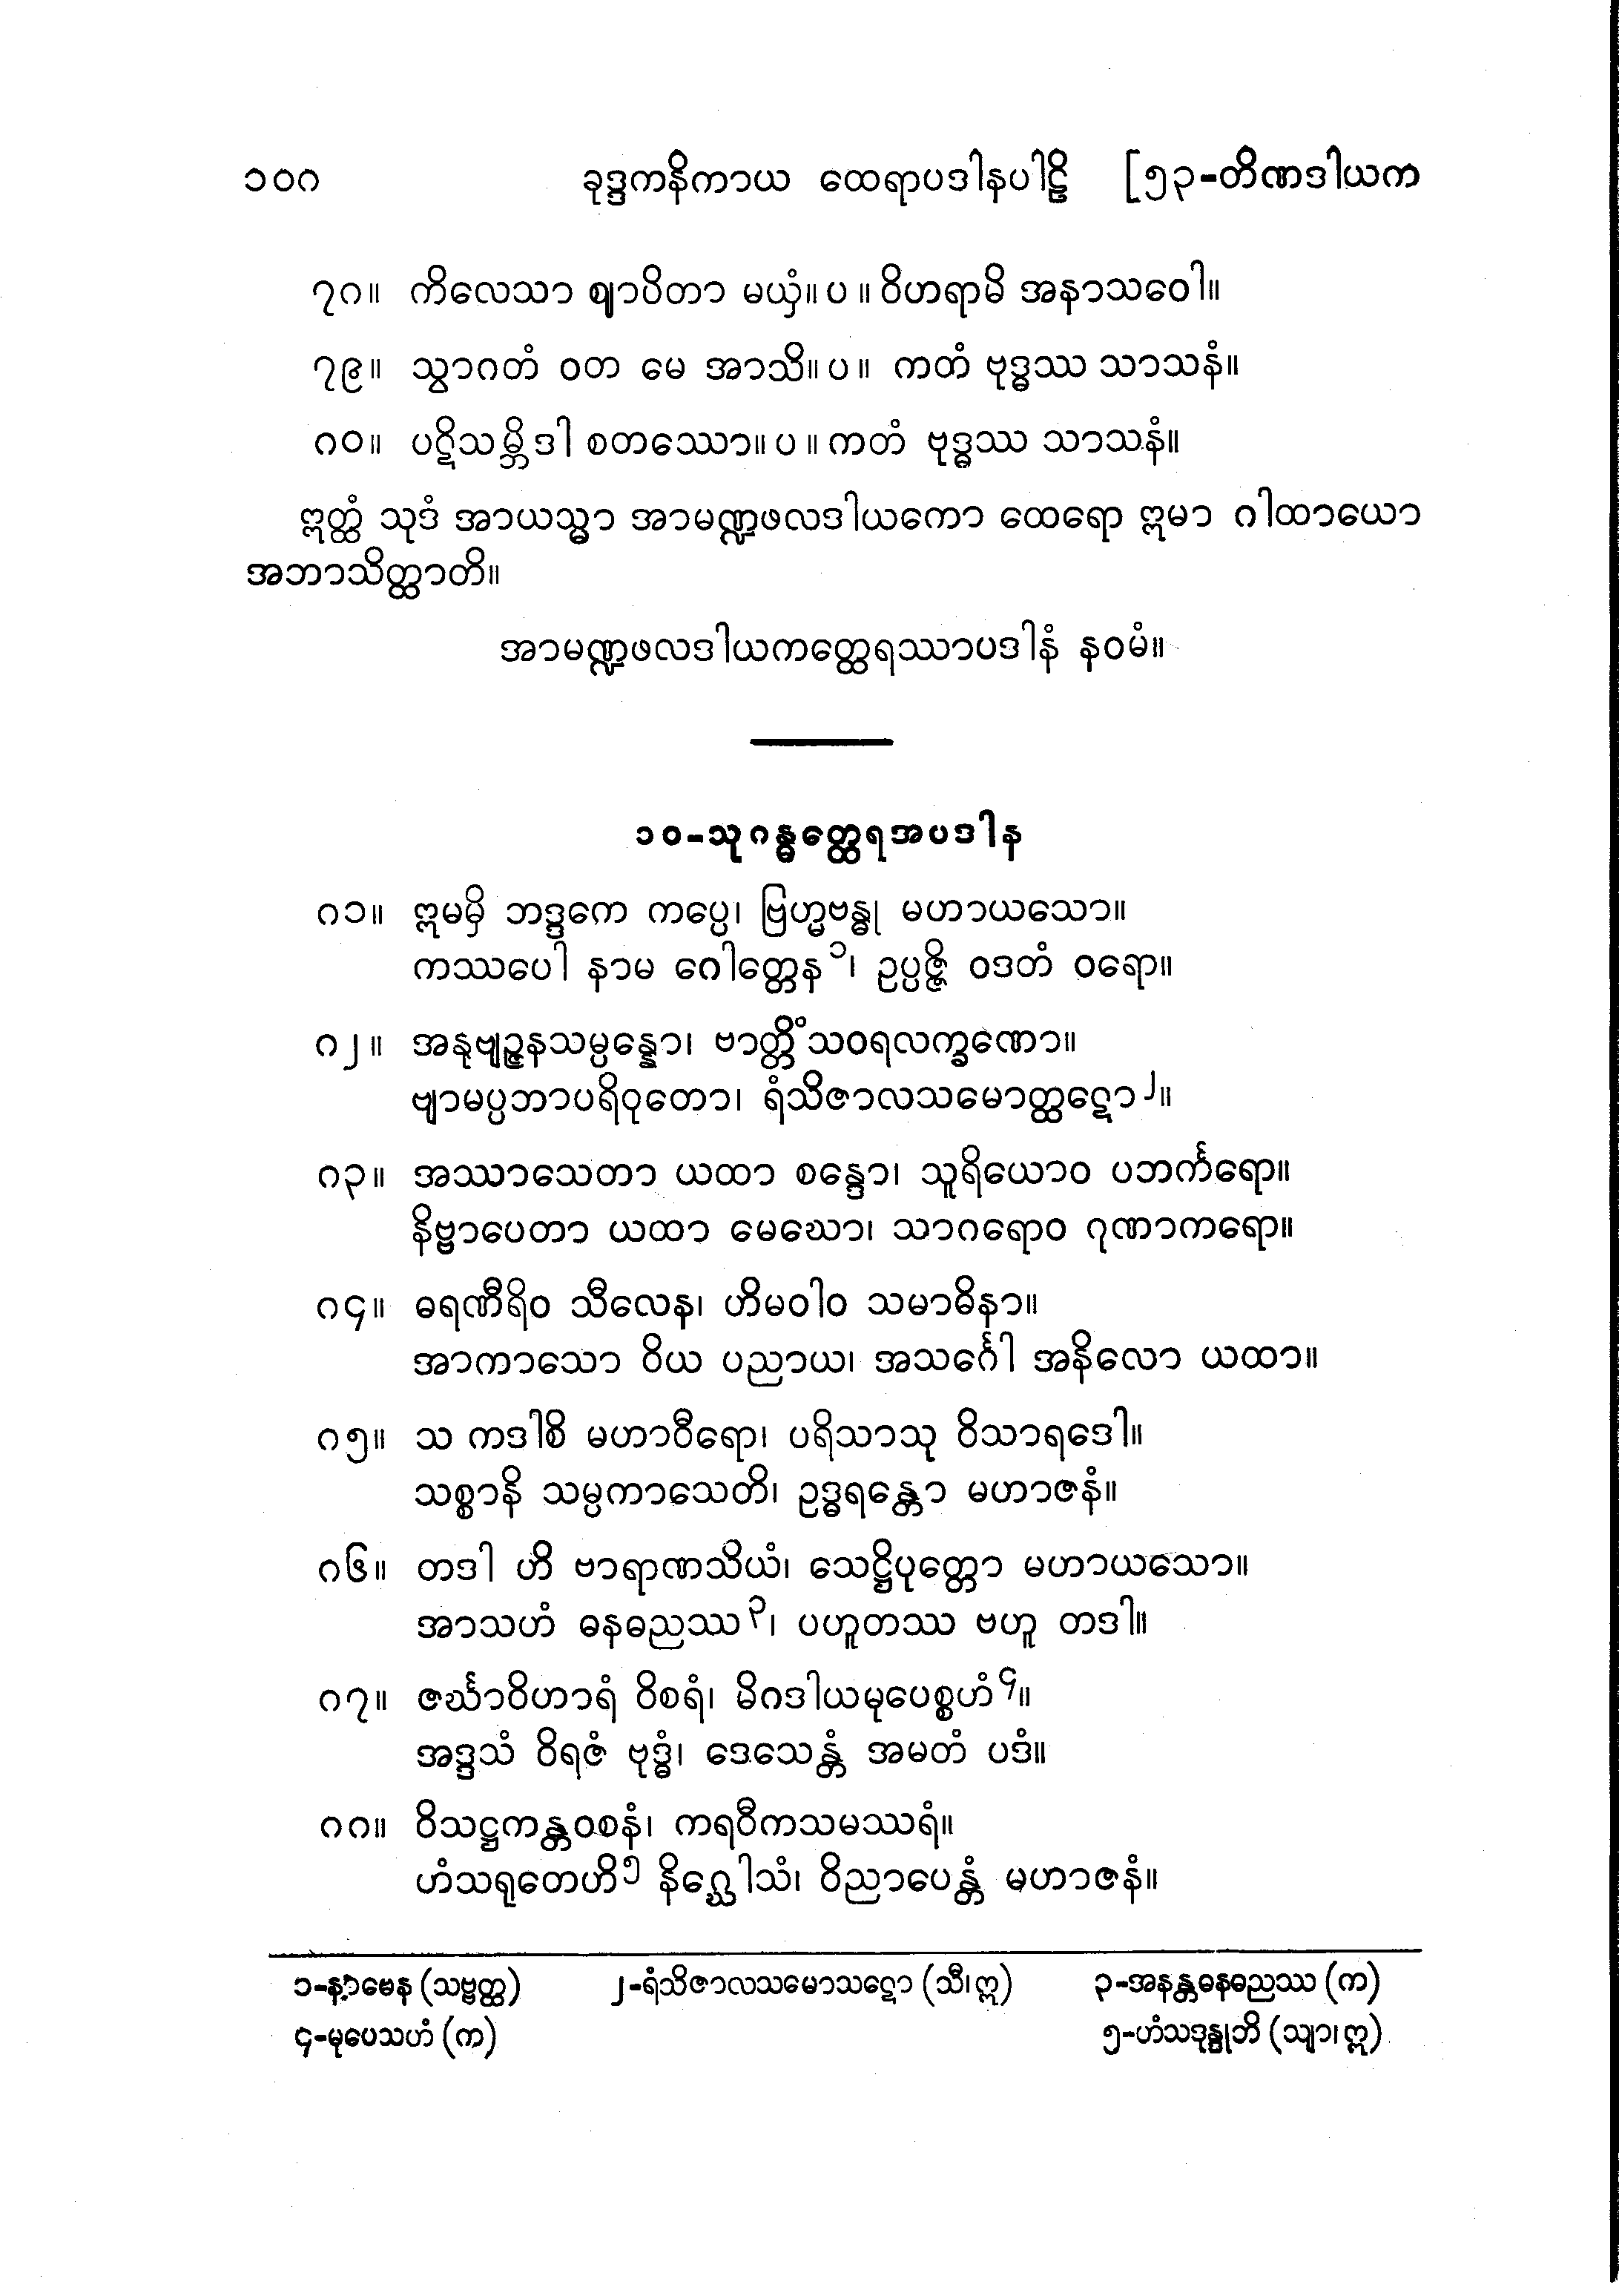 ၁၀၈ ခုဒ္ဒကနိကာယ ထေရာပဒါနပါဠိ [၅၃-တိဏဒါယက
၇၈။ ကိလေသာ ဈာပိတာ မယှံ။ ပ ။ ဝိဟရာမိ အနာသဝေါ။
၇၉။ သွာဂတံ ဝတ မေ အာသိ။ ပ။ ကတံ ဗုဒ္ဓဿ သာသနံ။
၈၀။ ပဋိသမ္ဘိဒါ စတဿော။ ပ ။ ကတံ ဗုဒ္ဓဿ သာသနံ။
ဣတ္ထံ သုဒံ အာယသ္မာ အာမဏ္ဍဖလဒါယကော ထေရော ဣမာ ဂါထာယော
အဘာသိတ္ထာတိ။
အာမဏ္ဍဖလဒါယကတ္ထေရဿာပဒါနံ နဝမံ။
၁၀-သုဂန္ဓတ္ထေရအပဒါန
၈၁။ ဣမမှိ ဘဒ္ဒကေ ကပ္ပေ၊ ဗြဟ္မဗန္ဓု မဟာယသော။
ကဿပေါ နာမ ဂေါတ္တေန၁၊ ဥပ္ပဇ္ဇိ ဝဒတံ ဝရော။
၈၂။ အနုဗျဉ္ဇနသမ္ပန္နော၊ ဗာတ္တိံသဝရလက္ခဏော။
ဗျာမပ္ပဘာပရိဝုတော၊ ရံသိဇာလသမောတ္ထဋော၂။
၈၃။ အဿာသေတာ ယထာ စန္ဒော၊ သူရိယောဝ ပဘင်္ကရော။
နိဗ္ဗာပေတာ ယထာ မေဃော၊ သာဂရောဝ ဂုဏာကရော။
၈၄။ ဓရဏီရိဝ သီလေန၊ ဟိမဝါဝ သမာဓိနာ။
အာကာသော ဝိယ ပညာယ၊ အသင်္ဂေါ အနိလော ယထာ။
၈၅။ သ ကဒါစိ မဟာဝီရော၊ ပရိသာသု ဝိသာရဒေါ။
သစ္စာနိ သမ္ပကာသေတိ၊ ဥဒ္ဓရန္တော မဟာဇနံ။
၈၆။ တဒါ ဟိ ဗာရာဏသိယံ၊ သေဋ္ဌိပုတ္တော မဟာယသော။
အာသဟံ ဓနဓညဿ၃၊ ပဟူတဿ ဗဟူ တဒါ။
၈၇။ ဇင်္ဃာဝိဟာရံ ဝိစရံ၊ မိဂဒါယမုပေစ္စဟံ၄။
အဒ္ဒသံ ဝိရဇံ ဗုဒ္ဓံ၊ ဒေသေန္တံ အမတံ ပဒံ။
၈၈။ ဝိသဋ္ဌကန္တဝစနံ၊ ကရဝီကသမဿရံ။
ဟံသရုတေဟိ၅ နိဂ္ဃေါသံ၊ ဝိညာပေန္တံ မဟာဇနံ။
၁-နာမေန (သဗ္ဗတ္ထ) ၂-ရံသိဇာလသမောသဋော (သီ၊ဣ) ၃-အနန္တဓနဓညဿ (က)
၄-မုပေသဟံ (က) ၅-ဟံသဒုန္ဒုဘိ (သျာ၊ ဣ)